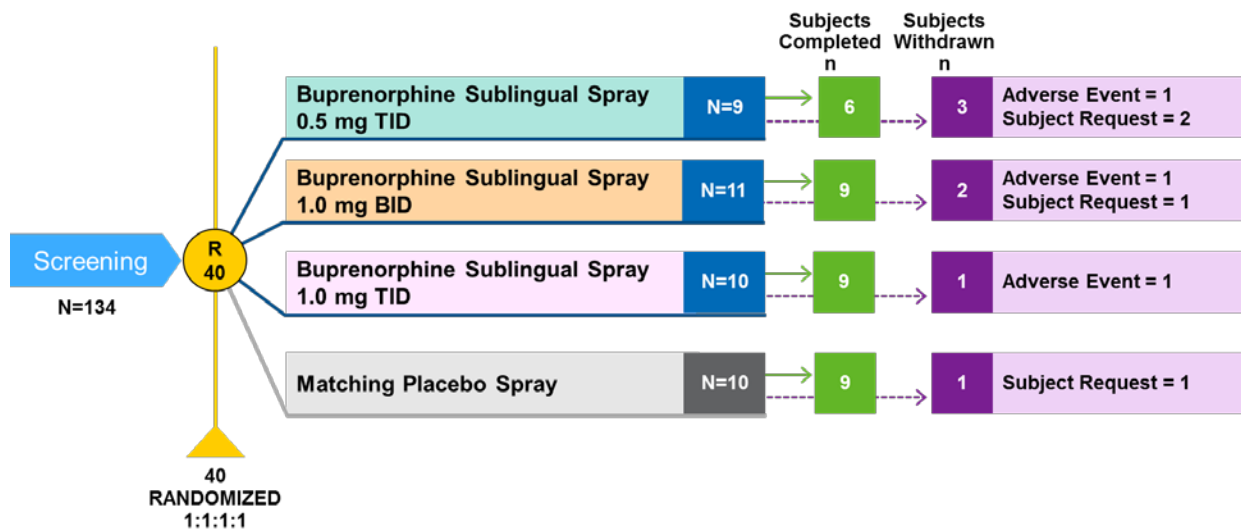 Subjects
Completed
n
Subjects
Withdrawn
n
Buprenorphine Sublingual Spray
0.5 mg TID
N=9
6
3
Adverse Event = 1
Subject Request = 2
Buprenorphine Sublingual Spray
1.0 mg BID
N=11
9
2
Adverse Event = 1
Subject Request = 1
Screening
N=134
R
40
Buprenorphine Sublingual Spray
1.0 mg TID
N=10
9
1
Adverse Event = 1
Matching Placebo Spray
N=10
9
1
Subject Request = 1
40
RANDOMIZED
1:1:1:1